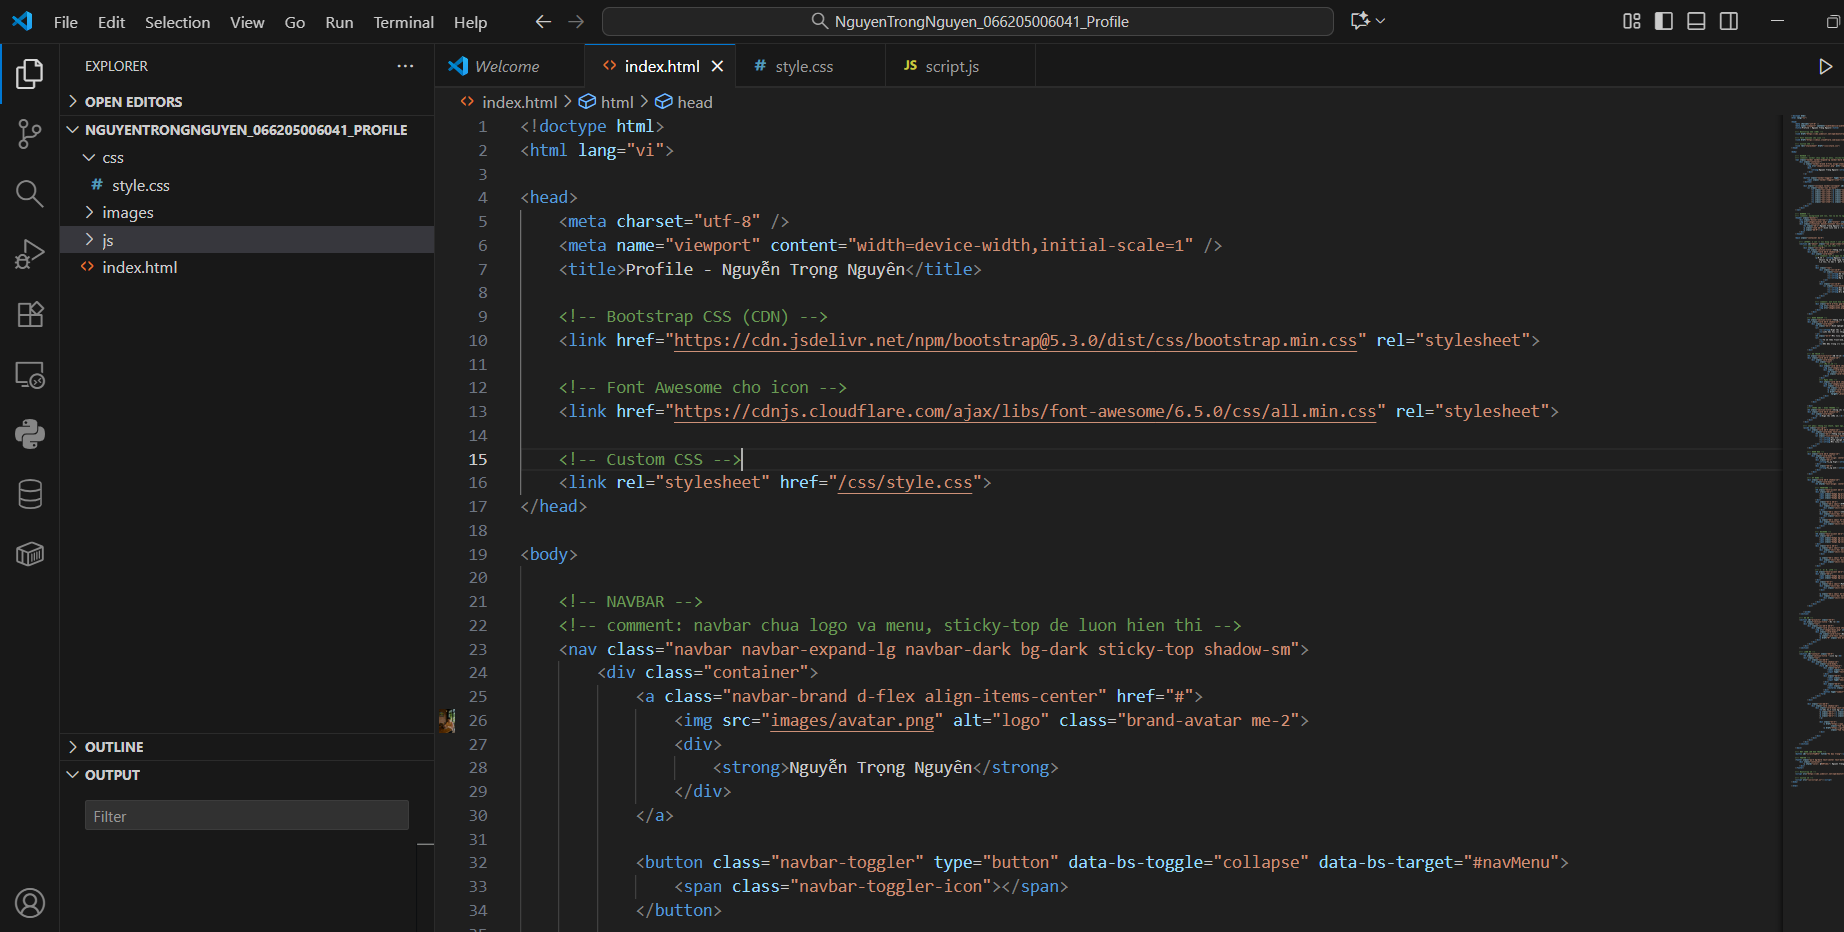 File Edit Selection View Go Run Terminal Help
NguyenTrongNguyen_066205006041_Profile
EXPLORER
OPEN EDITORS
NGUYENTRONGNGUYEN_066205006041_PROFILE
css
# style.css
images
js
<> index.html
OUTLINE
OUTPUT
Filter
Welcome
<> index.html
# style.css
JS script.js
<> index.html > html > head
1 <!doctype html>
2 <html lang="vi">
3
4 <head>
5 <meta charset="utf-8" />
6 <meta name="viewport" content="width=device-width,initial-scale=1" />
7 <title>Profile - Nguyễn Trọng Nguyên</title>
8
9 <!-- Bootstrap CSS (CDN) -->
10 <link href="https://cdn.jsdelivr.net/npm/bootstrap@5.3.0/dist/css/bootstrap.min.css" rel="stylesheet">
11
12 <!-- Font Awesome cho icon -->
13 <link href="https://cdnjs.cloudflare.com/ajax/libs/font-awesome/6.5.0/css/all.min.css" rel="stylesheet">
14
15 <!-- Custom CSS -->
16 <link rel="stylesheet" href="/css/style.css">
17 </head>
18
19 <body>
20
21 <!-- NAVBAR -->
22 <!-- comment: navbar chua logo va menu, sticky-top de luon hien thi -->
23 <nav class="navbar navbar-expand-lg navbar-dark bg-dark sticky-top shadow-sm">
24 <div class="container">
25 <a class="navbar-brand d-flex align-items-center" href="#">
26 <img src="images/avatar.png" alt="logo" class="brand-avatar me-2">
27 <div>
28 <strong>Nguyễn Trọng Nguyên</strong>
29 </div>
30 </a>
31
32 <button class="navbar-toggler" type="button" data-bs-toggle="collapse" data-bs-target="#navMenu">
33 <span class="navbar-toggler-icon"></span>
34 </button>